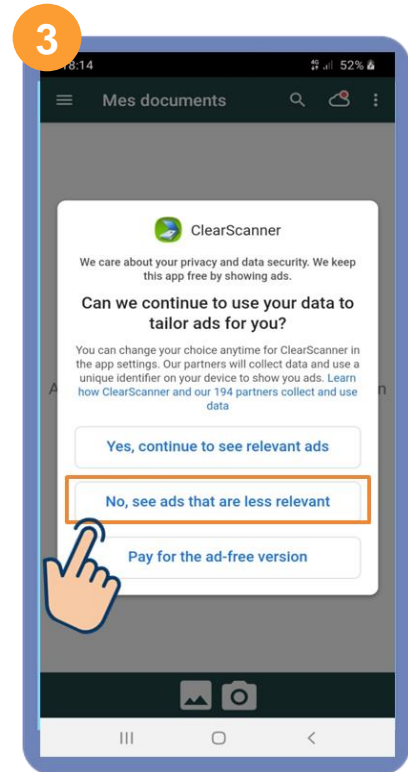 3
18:14
4G
52%
Mes documents
ClearScanner
We care about your privacy and data security. We keep
this app free by showing ads.
Can we continue to use your data to
tailor ads for you?
You can change your choice anytime for ClearScanner in
the app settings. Our partners will collect data and use a
unique identifier on your device to show you ads. Learn
how ClearScanner and our 194 partners collect and use
data
A
n
Yes, continue to see relevant ads
No, see ads that are less relevant
Pay for the ad-free version